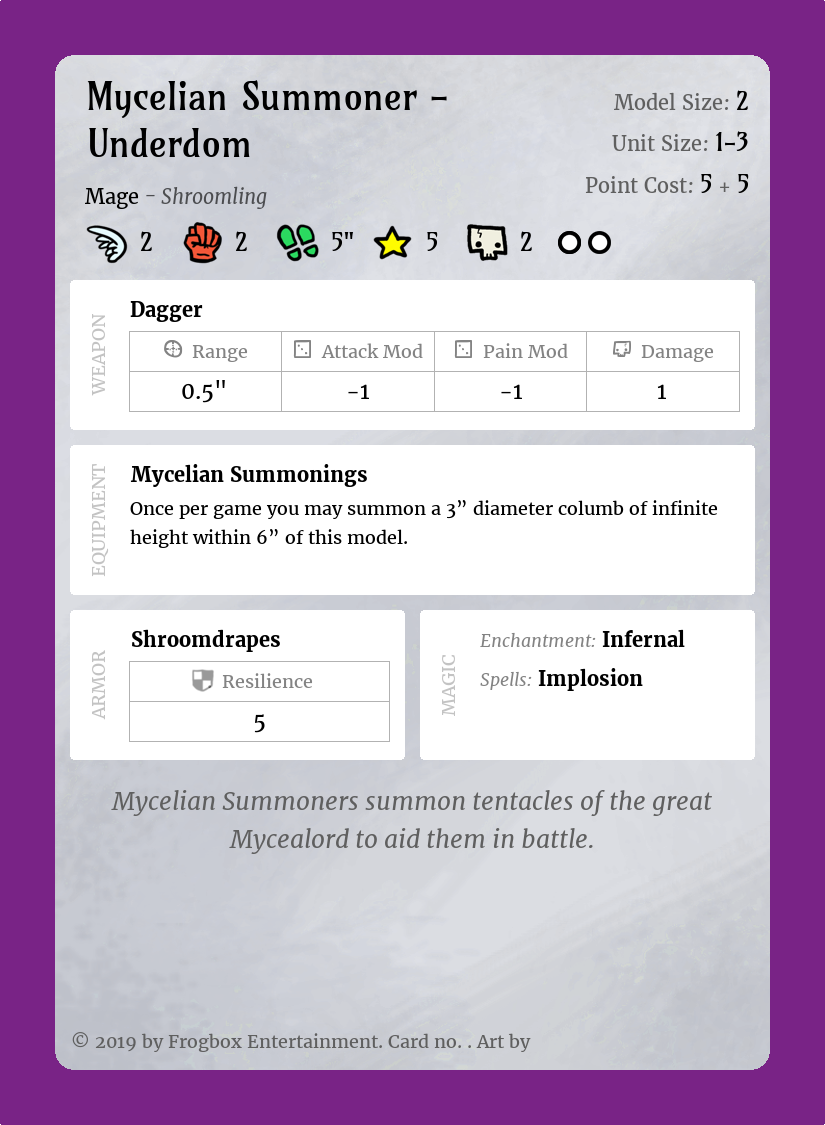 Mycelian Summoner –
Underdom
Model Size: 2
Unit Size: 1–3
Point Cost: 5 + 5
Mage – Shroomling
2 2 5" 5 2
WEAPON
Dagger
Range Attack Mod Pain Mod Damage
0.5" –1 –1 1
EQUIPMENT
Mycelian Summonings
Once per game you may summon a 3” diameter columb of infinite
height within 6” of this model.
ARMOR
Shroomdrapes
Resilience
5
MAGIC
Enchantment: Infernal
Spells: Implosion
Mycelian Summoners summon tentacles of the great
Mycealord to aid them in battle.
© 2019 by Frogbox Entertainment. Card no. . Art by